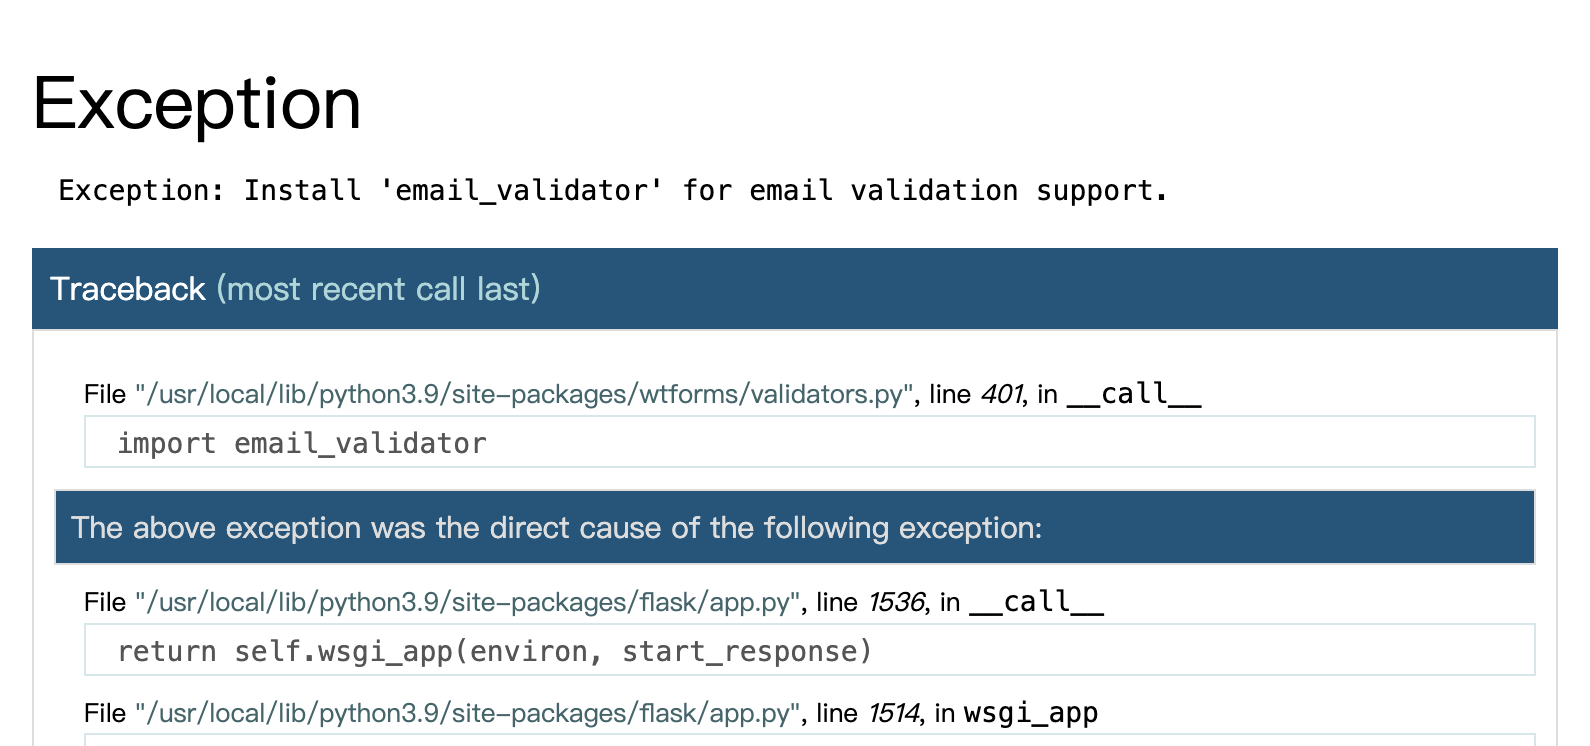 Exception
Exception: Install 'email_validator' for email validation support.
Traceback (most recent call last)
File "/usr/local/lib/python3.9/site-packages/wtforms/validators.py", line 401, in __call__
import email_validator
The above exception was the direct cause of the following exception:
File "/usr/local/lib/python3.9/site-packages/flask/app.py", line 1536, in __call__
return self.wsgi_app(environ, start_response)
File "/usr/local/lib/python3.9/site-packages/flask/app.py", line 1514, in wsgi_app